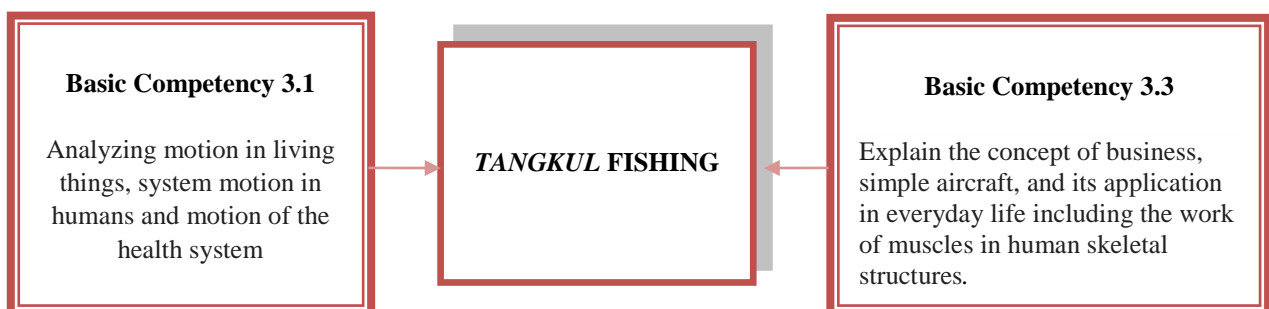 Basic Competency 3.1
Analyzing motion in living
things, system motion in
humans and motion of the
health system
TANGKUL FISHING
Basic Competency 3.3
Explain the concept of business,
simple aircraft, and its application
in everyday life including the work
of muscles in human skeletal
structures.